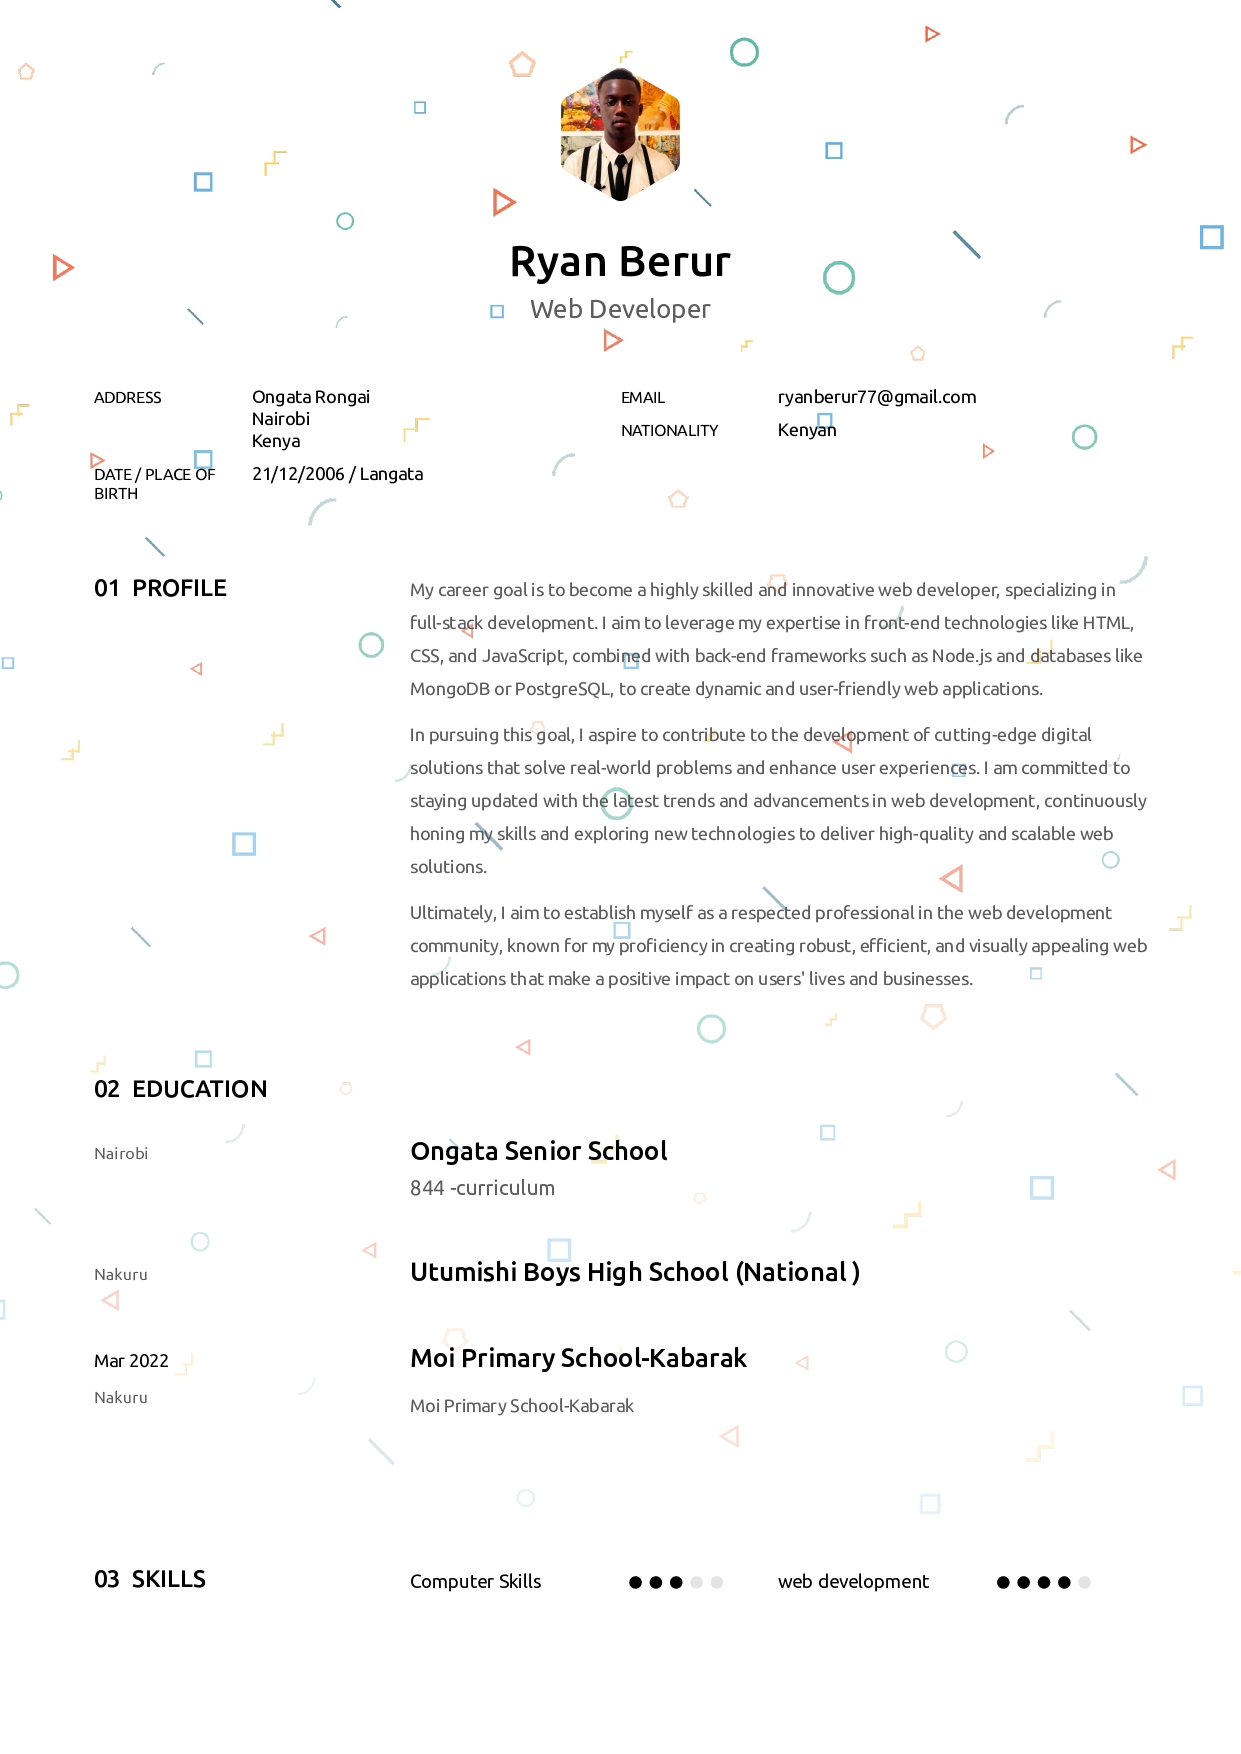 Ryan Berur
Web Developer
ADDRESS
Ongata Rongai
Nairobi
Kenya
DATE / PLACE OF
BIRTH
21/12/2006 / Langata
EMAIL
ryanberur77@gmail.com
NATIONALITY
Kenyan
01 PROFILE
My career goal is to become a highly skilled and innovative web developer, specializing in
full-stack development. I aim to leverage my expertise in front-end technologies like HTML,
CSS, and JavaScript, combined with back-end frameworks such as Node.js and databases like
MongoDB or PostgreSQL, to create dynamic and user-friendly web applications.
In pursuing this goal, I aspire to contribute to the development of cutting-edge digital
solutions that solve real-world problems and enhance user experiences. I am committed to
staying updated with the latest trends and advancements in web development, continuously
honing my skills and exploring new technologies to deliver high-quality and scalable web
solutions.
Ultimately, I aim to establish myself as a respected professional in the web development
community, known for my proficiency in creating robust, efficient, and visually appealing web
applications that make a positive impact on users' lives and businesses.
02 EDUCATION
Nairobi
Ongata Senior School
844 -curriculum
Nakuru
Utumishi Boys High School (National )
Mar 2022
Nakuru
Moi Primary School-Kabarak
Moi Primary School-Kabarak
03 SKILLS
Computer Skills
web development